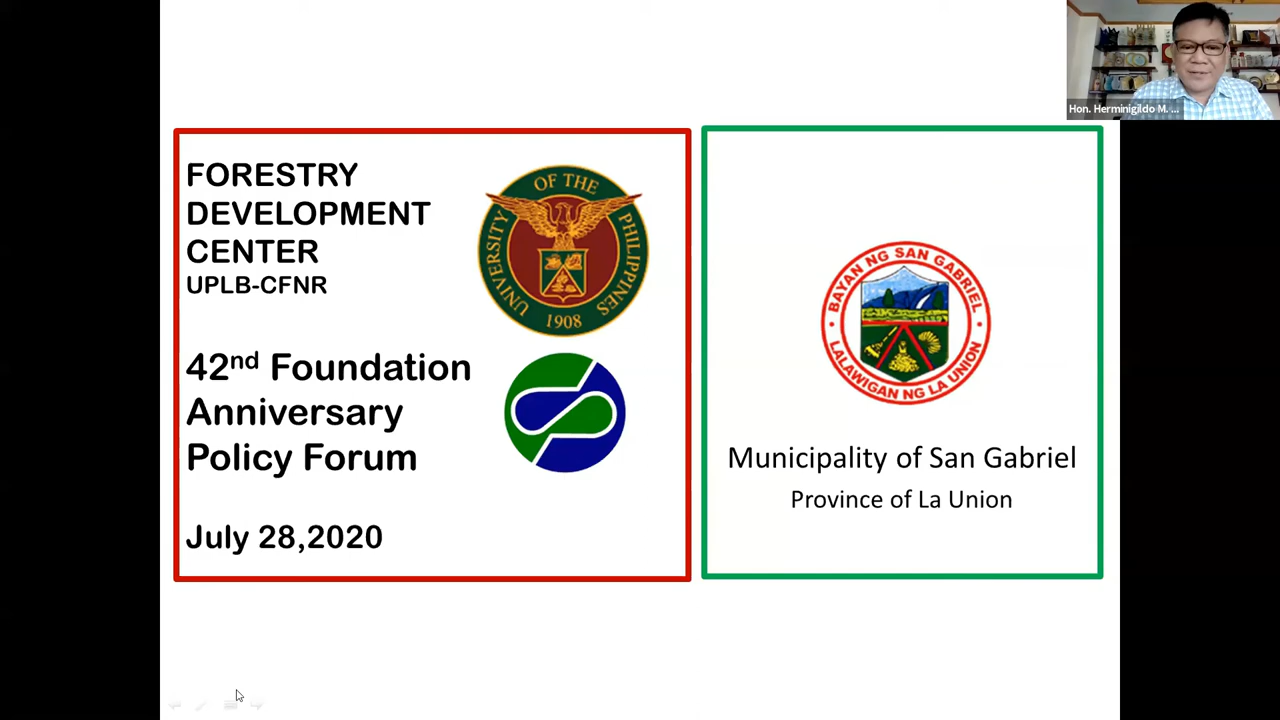 Hon. Herminigildo M. ...
FORESTRY
DEVELOPMENT
CENTER
UPLB-CFNR
42nd Foundation
Anniversary
Policy Forum
July 28,2020
UNIVERSITY OF THE PHILIPPINES
1908
BAYAN NG SAN GABRIEL
LALAWIGAN NG LA UNION
Municipality of San Gabriel
Province of La Union